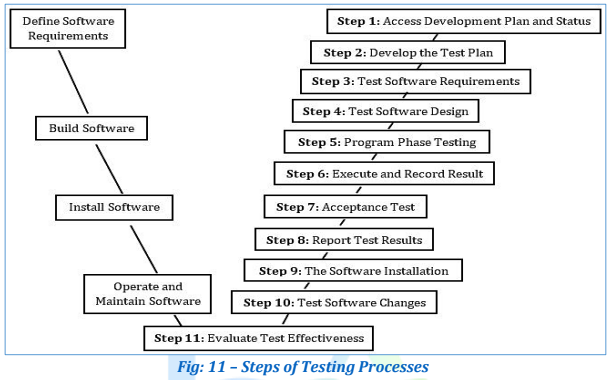 Define Software
Requirements
Build Software
Install Software
Operate and
Maintain Software
Step 1: Access Development Plan and Status
Step 2: Develop the Test Plan
Step 3: Test Software Requirements
Step 4: Test Software Design
Step 5: Program Phase Testing
Step 6: Execute and Record Result
Step 7: Acceptance Test
Step 8: Report Test Results
Step 9: The Software Installation
Step 10: Test Software Changes
Step 11: Evaluate Test Effectiveness
Fig: 11 – Steps of Testing Processes